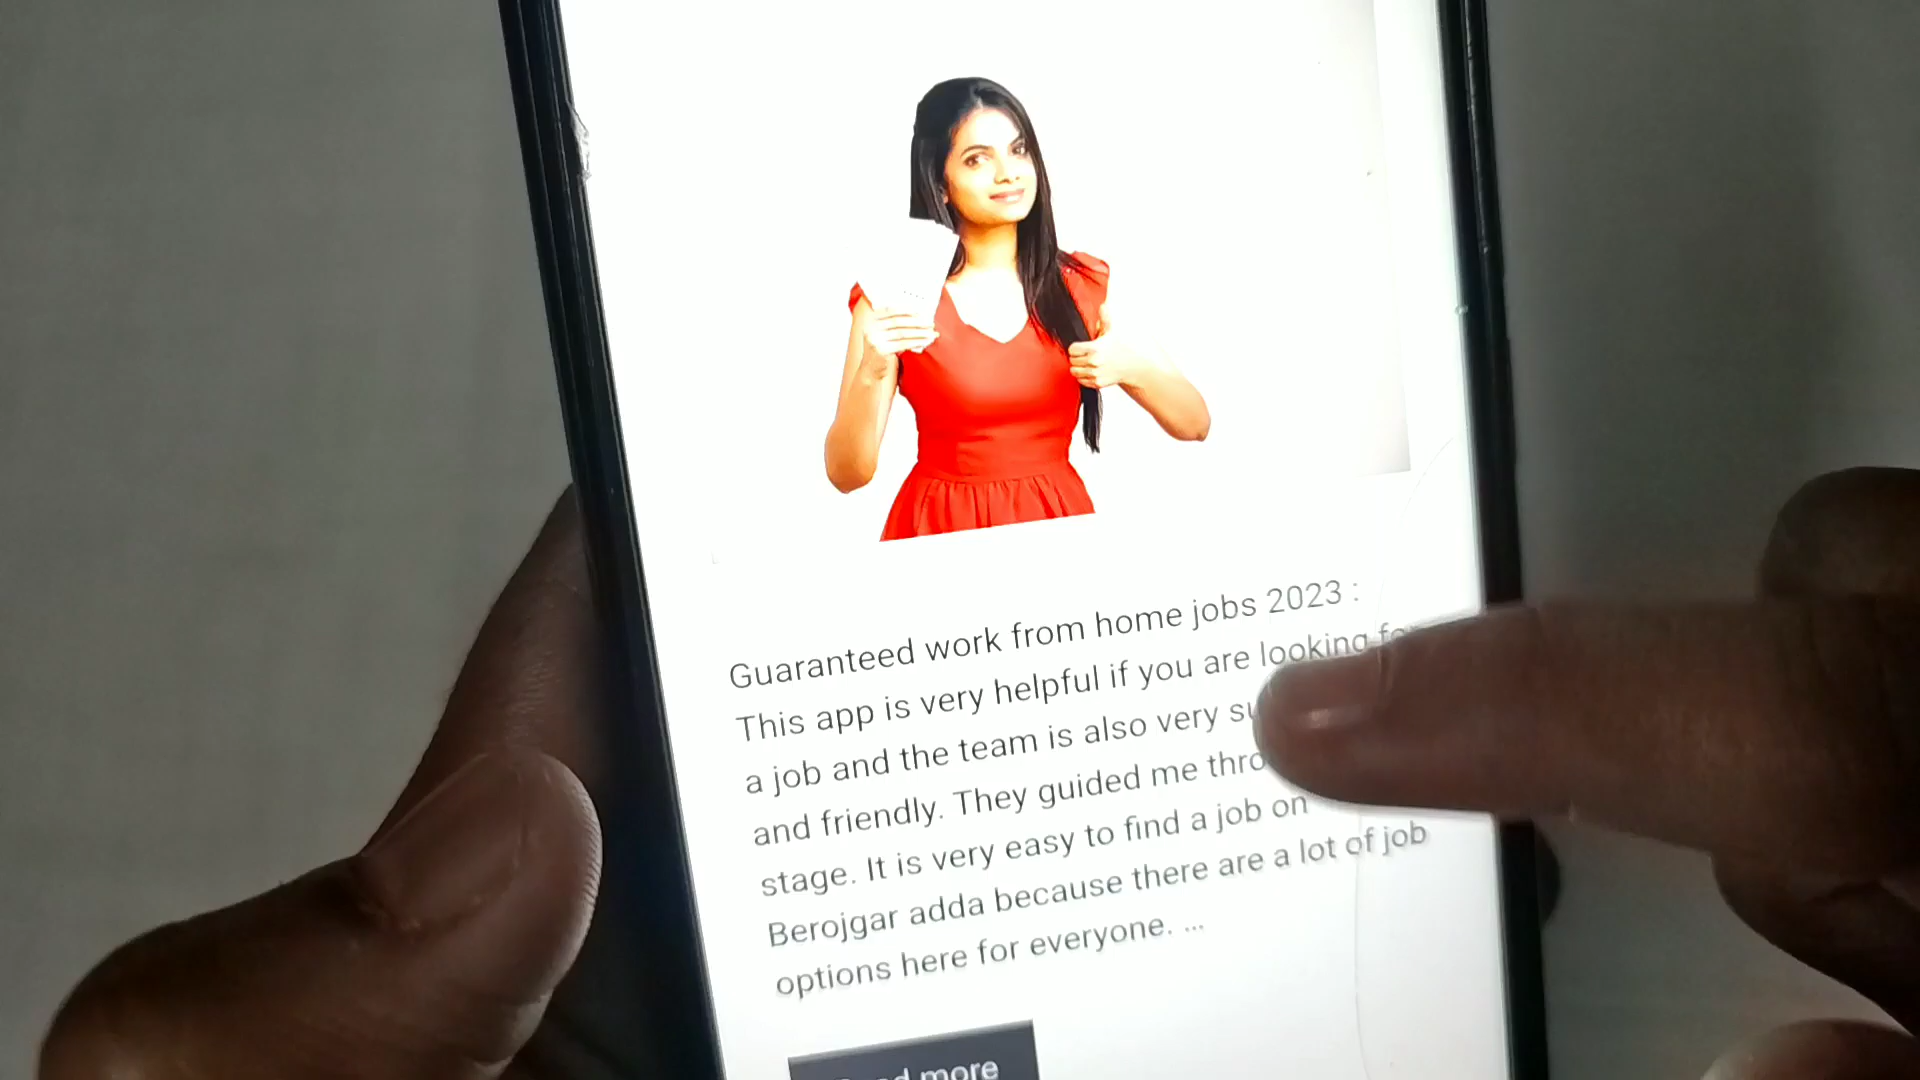 Guaranteed work from home jobs 2023 :
This app is very helpful if you are looking
a job and the team is also very
and friendly. They guided me
stage. It is very easy to find a job on
Berojgar adda because there are a lot of job
options here for everyone. ...
more